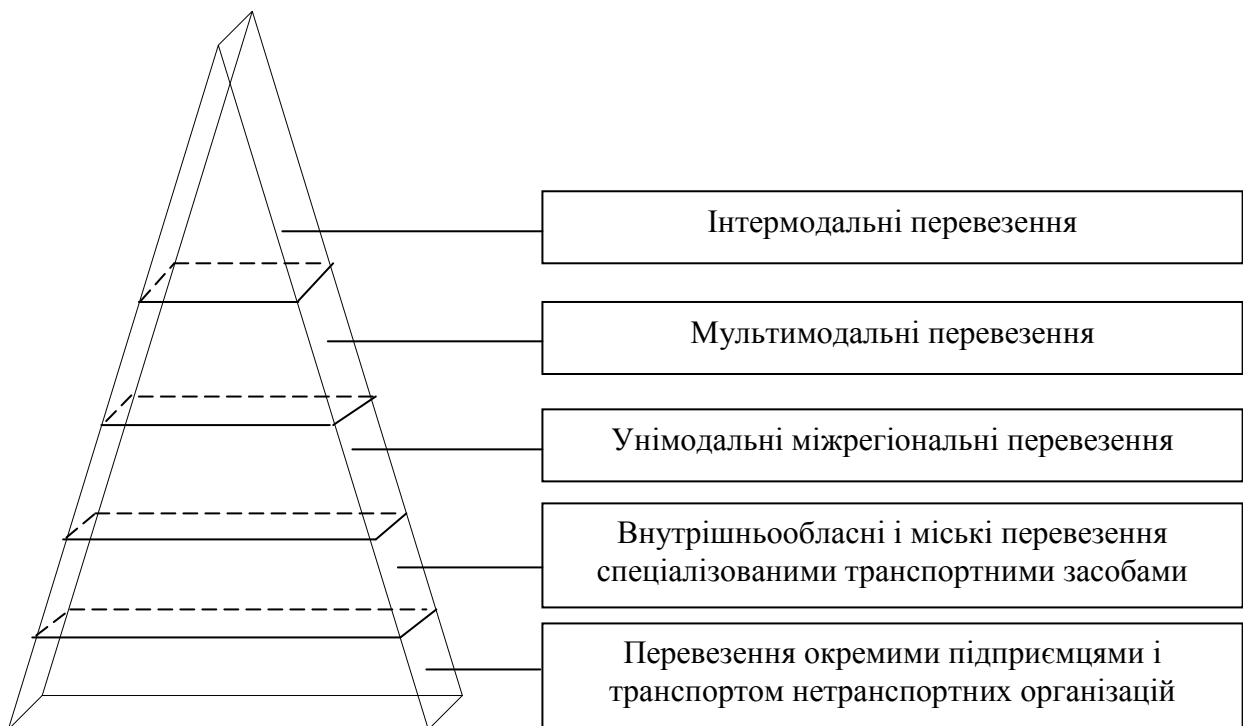 Інтермодальні перевезення
Мультимодальні перевезення
Унімодальні міжрегіональні перевезення
Внутрішньообласні і міські перевезення
спеціалізованими транспортними засобами
Перевезення окремими підприємцями і
транспортом нетранспортних організацій